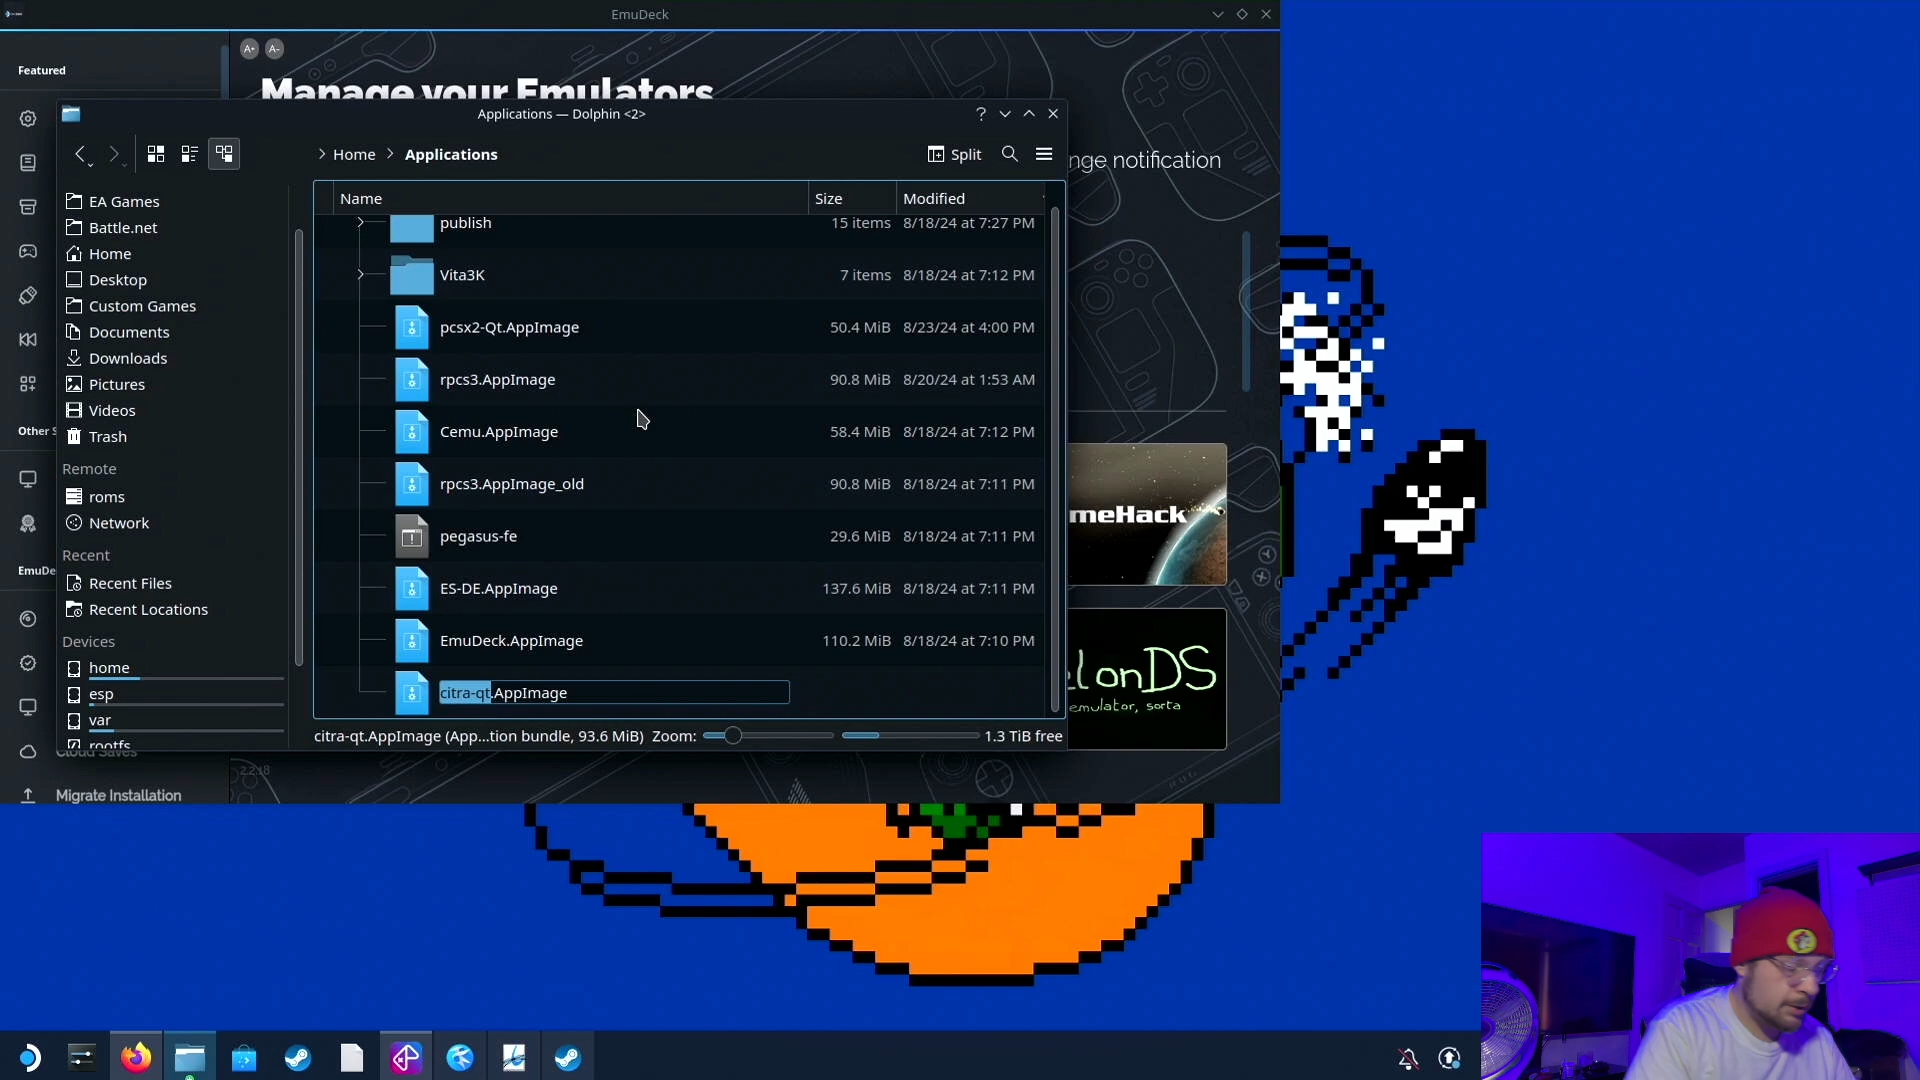 EmuDeck
A+ A-
Featured
Manage your Emulators
Applications — Dolphin <2>
Home
Applications
Split
nge notification
Name
Size
Modified
EA Games
Battle.net
Home
Desktop
Custom Games
Documents
Downloads
Pictures
Videos
Trash
Remote
roms
Network
Recent
Recent Files
Recent Locations
Devices
home
esp
var
rootfs
publish 15 items 8/18/24 at 7:27 PM
Vita3K 7 items 8/18/24 at 7:12 PM
pcsx2-Qt.AppImage 50.4 MiB 8/23/24 at 4:00 PM
rpcs3.AppImage 90.8 MiB 8/20/24 at 1:53 AM
Cemu.AppImage 58.4 MiB 8/18/24 at 7:12 PM
rpcs3.AppImage_old 90.8 MiB 8/18/24 at 7:11 PM
pegasus-fe 29.6 MiB 8/18/24 at 7:11 PM
ES-DE.AppImage 137.6 MiB 8/18/24 at 7:11 PM
EmuDeck.AppImage 110.2 MiB 8/18/24 at 7:10 PM
citra-qt.AppImage
citra-qt.AppImage (App...tion bundle, 93.6 MiB) Zoom: 1.3 TiB free
Other S
EmuDe
meHack
lonDS
emulator, sorta
Cloud Saves
2.2.18
Migrate Installation